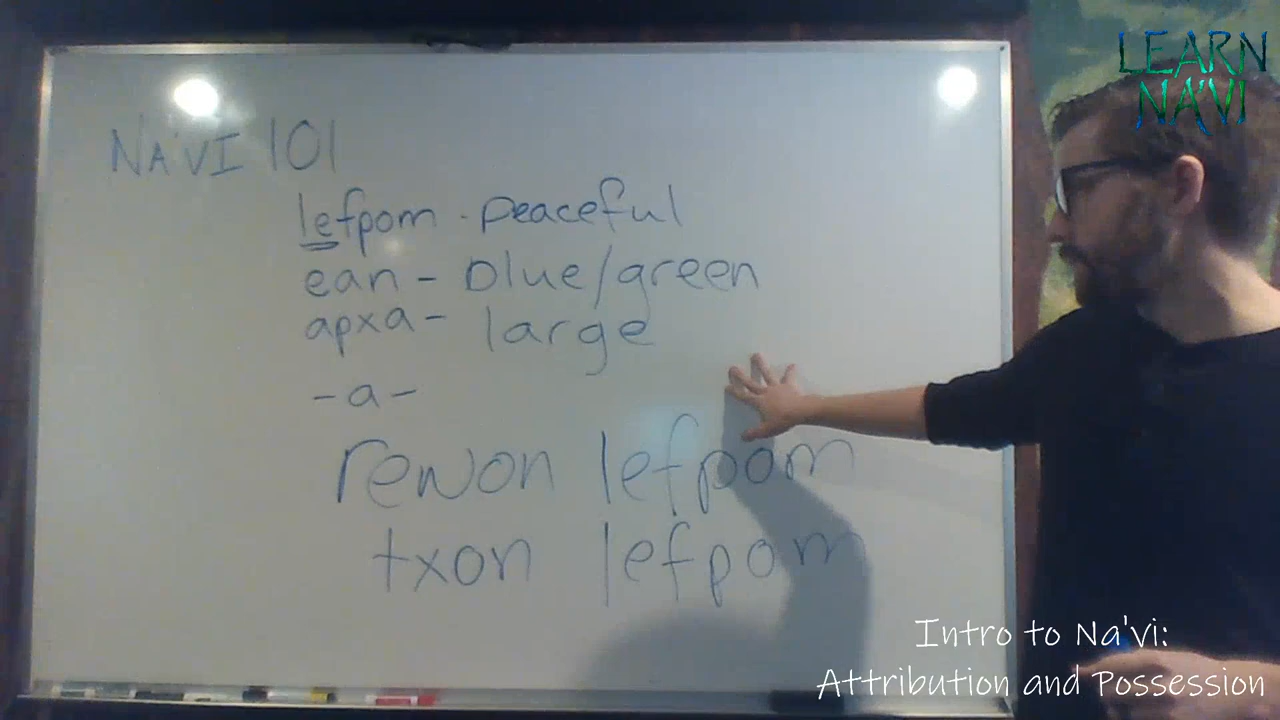 LEARN
NA'VI
NA'VI 101
lefpom - peaceful
ean - blue/green
apxa - large
-a-
rewon lefpom
txon lefpom
Intro to Na'vi:
Attribution and Possession